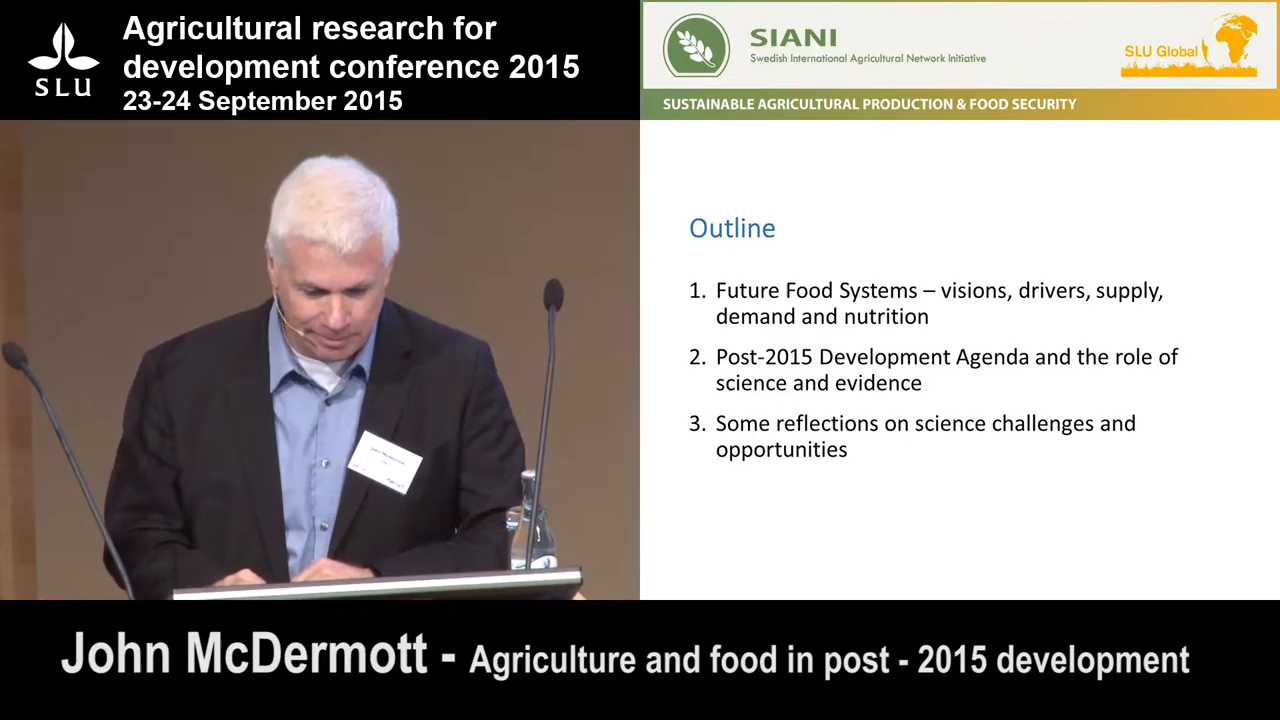 SLU
Agricultural research for
development conference 2015
23-24 September 2015
SIANI
Swedish International Agricultural Network Initiative
SLU Global
SUSTAINABLE AGRICULTURAL PRODUCTION & FOOD SECURITY
Outline
1. Future Food Systems – visions, drivers, supply,
demand and nutrition
2. Post-2015 Development Agenda and the role of
science and evidence
3. Some reflections on science challenges and
opportunities
John McDermott
John McDermott - Agriculture and food in post - 2015 development